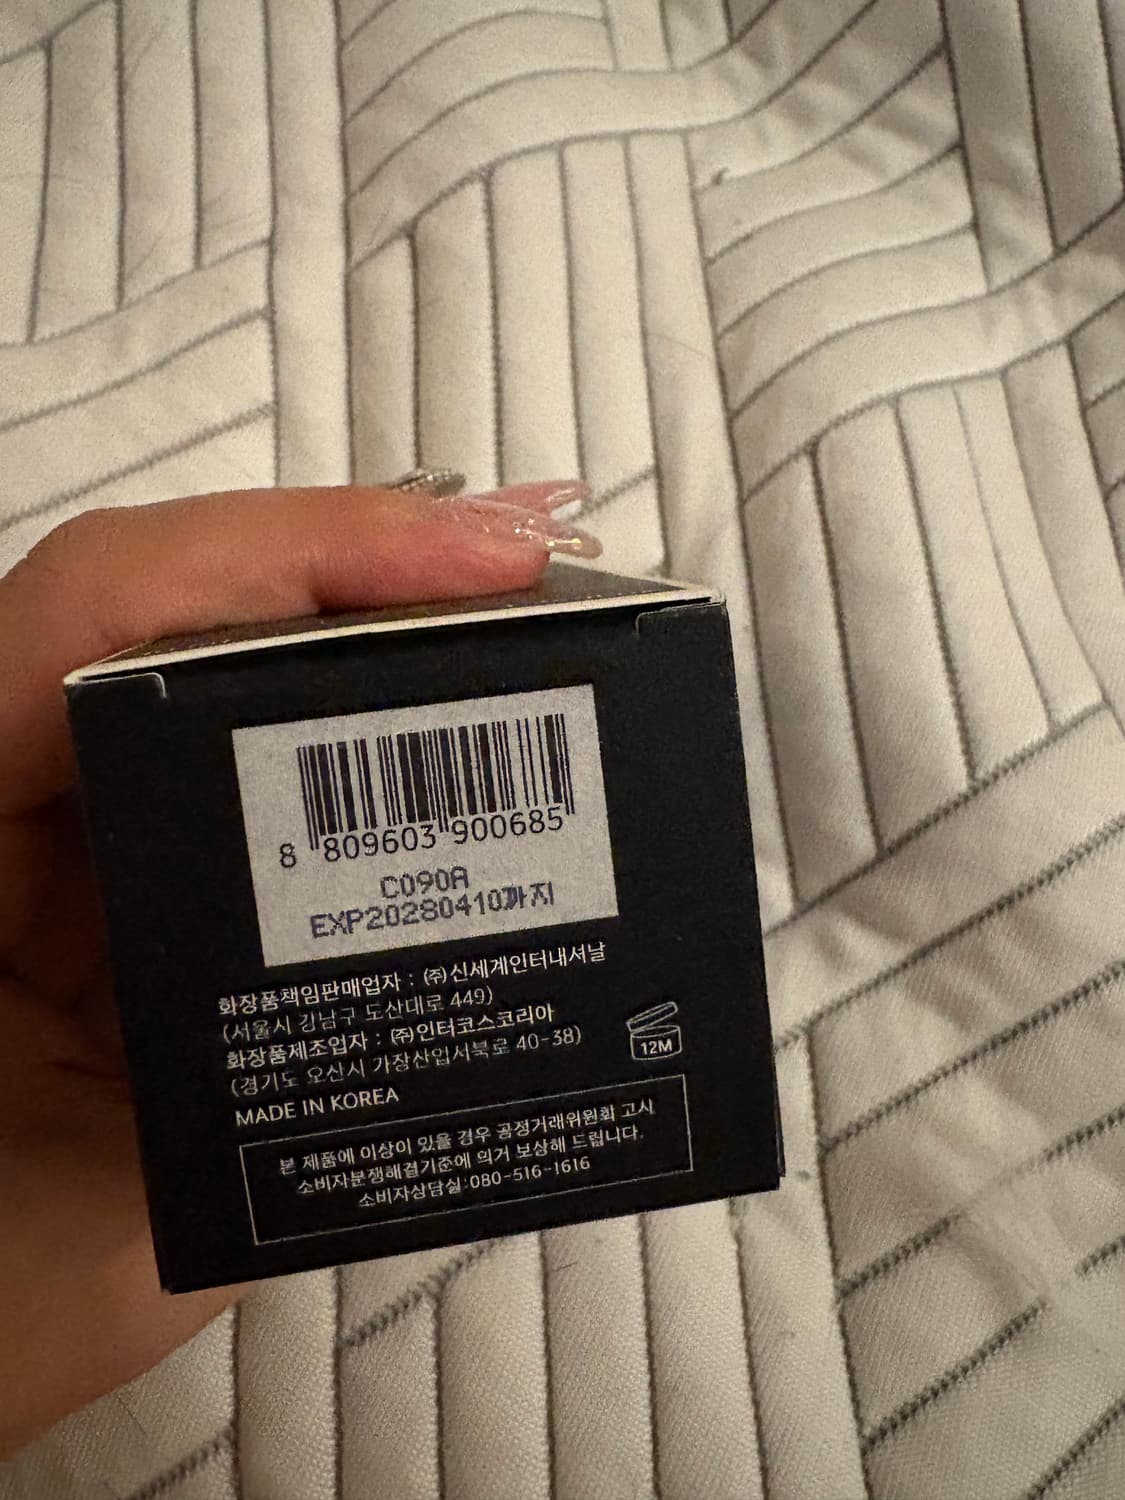 8 809603 900685
C090A
EXP20280410까지
화장품책임판매업자 : ㈜신세계인터내셔날
(서울시 강남구 도산대로 449)
화장품제조업자 : ㈜인터코스코리아
(경기도 오산시 가장산업서북로 40-38)
12M
MADE IN KOREA
본 제품에 이상이 있을 경우 공정거래위원회 고시
소비자분쟁해결기준에 의거 보상해 드립니다.
소비자상담실:080-516-1616